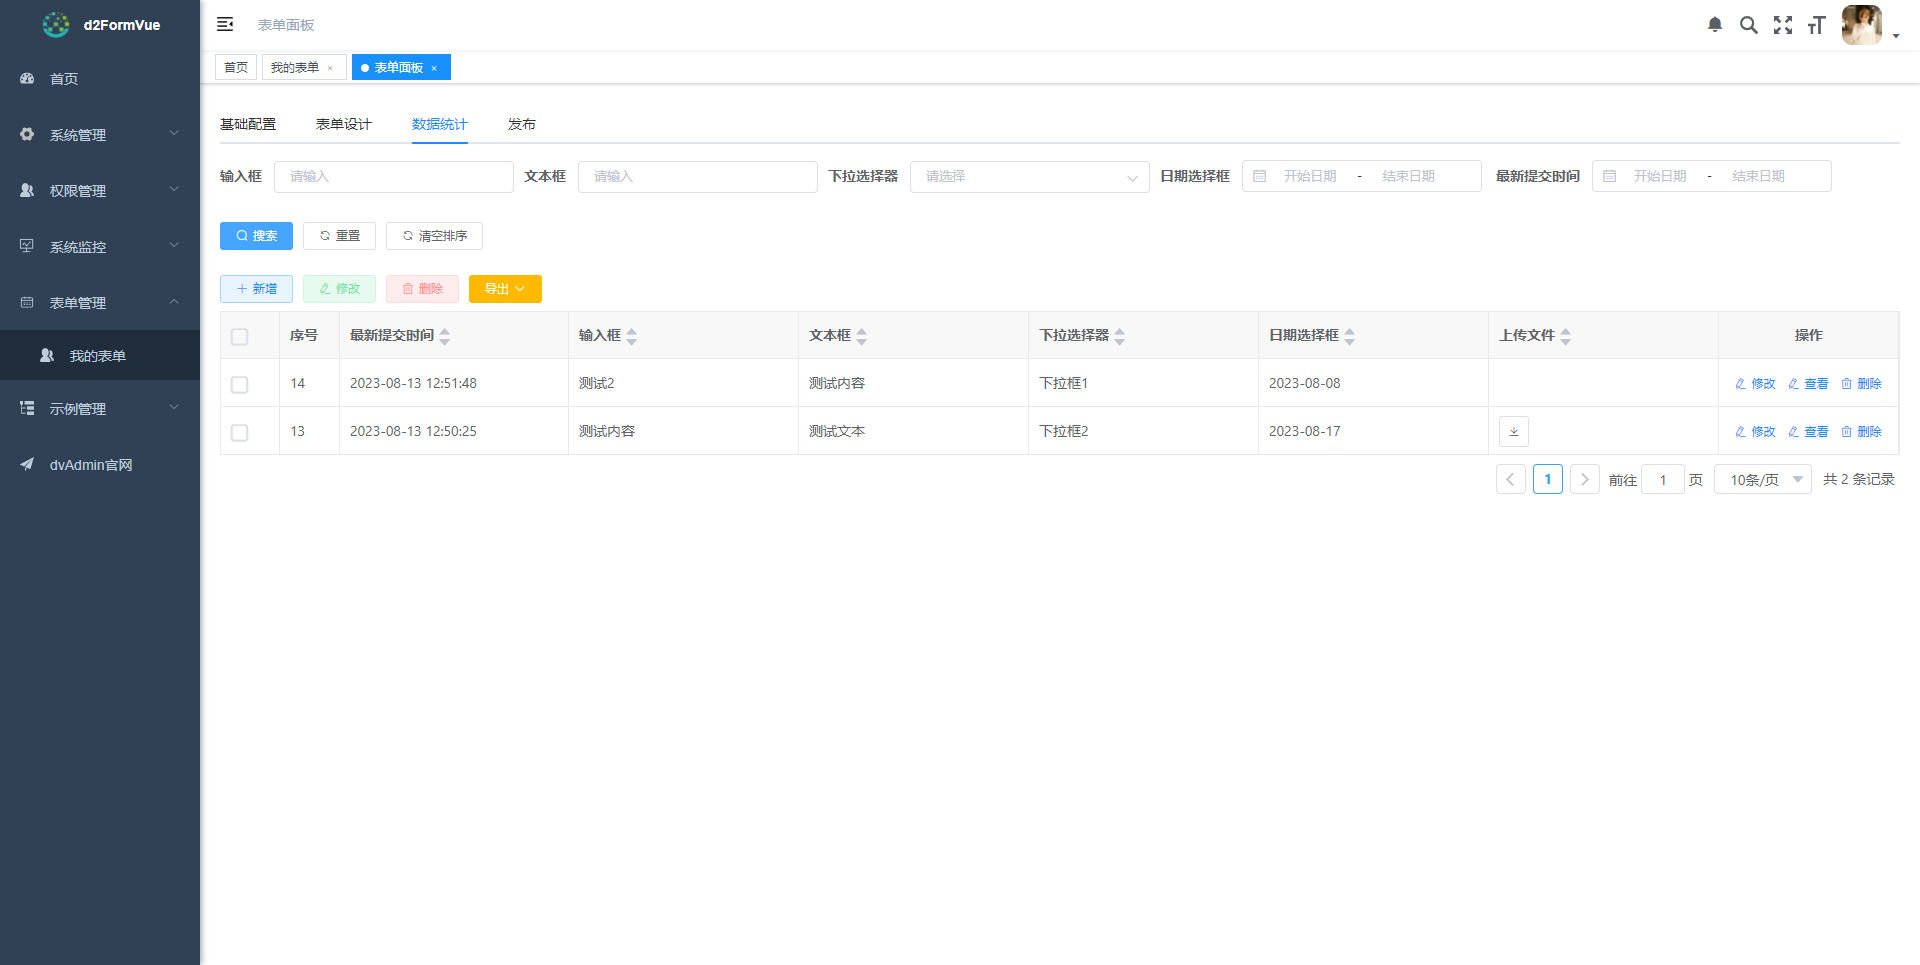 d2FormVue
首页
系统管理
权限管理
系统监控
表单管理
我的表单
示例管理
dvAdmin官网
表单面板
首页 我的表单 × 表单面板 ×
基础配置 表单设计 数据统计 发布
输入框 请输入 文本框 请输入 下拉选择器 请选择 日期选择框 开始日期 - 结束日期 最新提交时间 开始日期 - 结束日期
搜索 重置 清空排序
新增 修改 删除 导出
序号 最新提交时间 输入框 文本框 下拉选择器 日期选择框 上传文件 操作
14 2023-08-13 12:51:48 测试2 测试内容 下拉框1 2023-08-08 修改 查看 删除
13 2023-08-13 12:50:25 测试内容 测试文本 下拉框2 2023-08-17 修改 查看 删除
1 前往 1 页 10条/页 共 2 条记录